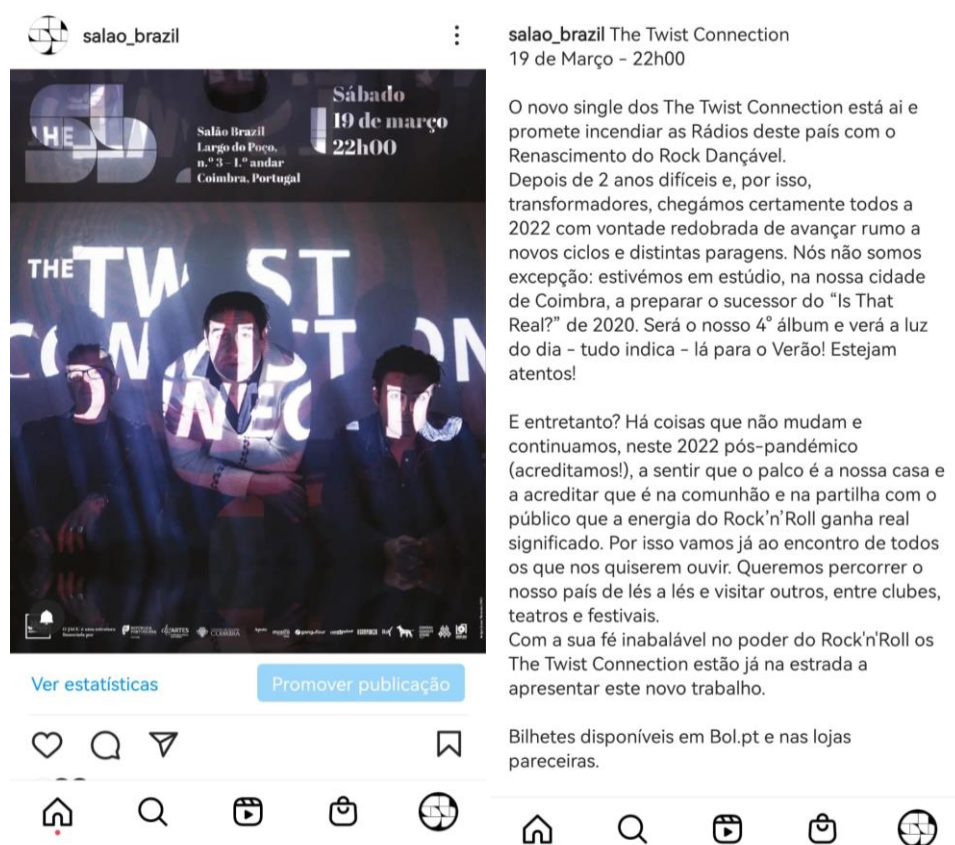 salao_brazil
THE
Salão Brazil
Largo do Poço,
n.º 3 – 1.º andar
Coimbra, Portugal
Sábado
19 de março
22h00
THE TWIST
CONNECTION
Ver estatísticas
Promover publicação
salao_brazil The Twist Connection
19 de Março - 22h00
O novo single dos The Twist Connection está ai e
promete incendiar as Rádios deste país com o
Renascimento do Rock Dançável.
Depois de 2 anos difíceis e, por isso,
transformadores, chegámos certamente todos a
2022 com vontade redobrada de avançar rumo a
novos ciclos e distintas paragens. Nós não somos
excepção: estivémos em estúdio, na nossa cidade
de Coimbra, a preparar o sucessor do “Is That
Real?” de 2020. Será o nosso 4º álbum e verá a luz
do dia - tudo indica - lá para o Verão! Estejam
atentos!
E entretanto? Há coisas que não mudam e
continuamos, neste 2022 pós-pandémico
(acreditamos!), a sentir que o palco é a nossa casa e
a acreditar que é na comunhão e na partilha com o
público que a energia do Rock’n’Roll ganha real
significado. Por isso vamos já ao encontro de todos
os que nos quiserem ouvir. Queremos percorrer o
nosso país de lés a lés e visitar outros, entre clubes,
teatros e festivais.
Com a sua fé inabalável no poder do Rock'n'Roll os
The Twist Connection estão já na estrada a
apresentar este novo trabalho.
Bilhetes disponíveis em Bol.pt e nas lojas
pareceiras.